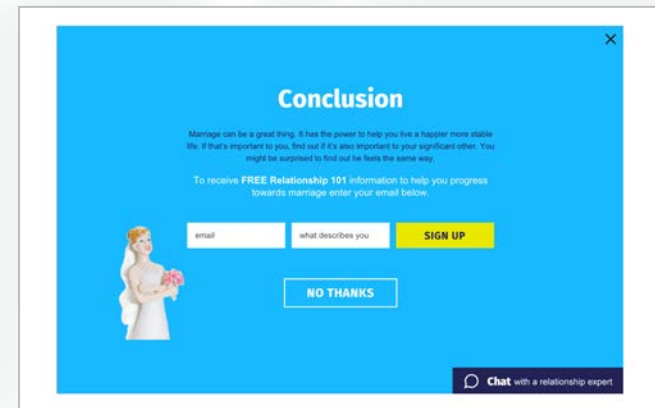 Conclusion
Marriage can be a great thing. It has the power to help you live a happier more stable
life. If that's important to you, find out if it's also important to your significant other. You
might be surprised to find out he feels the same way.
To receive FREE Relationship 101 information to help you progress
towards marriage enter your email below.
email
what describes you
SIGN UP
NO THANKS
Chat with a relationship expert